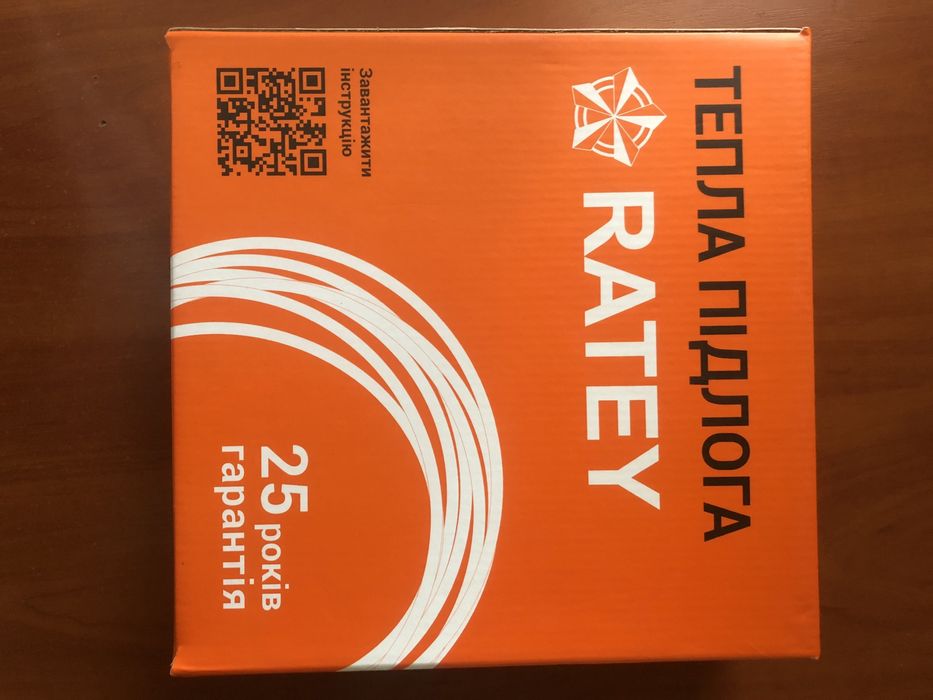 ТЕПЛА ПІДЛОГА
RATEY
Завантажити
інструкцію
25 років
гарантія